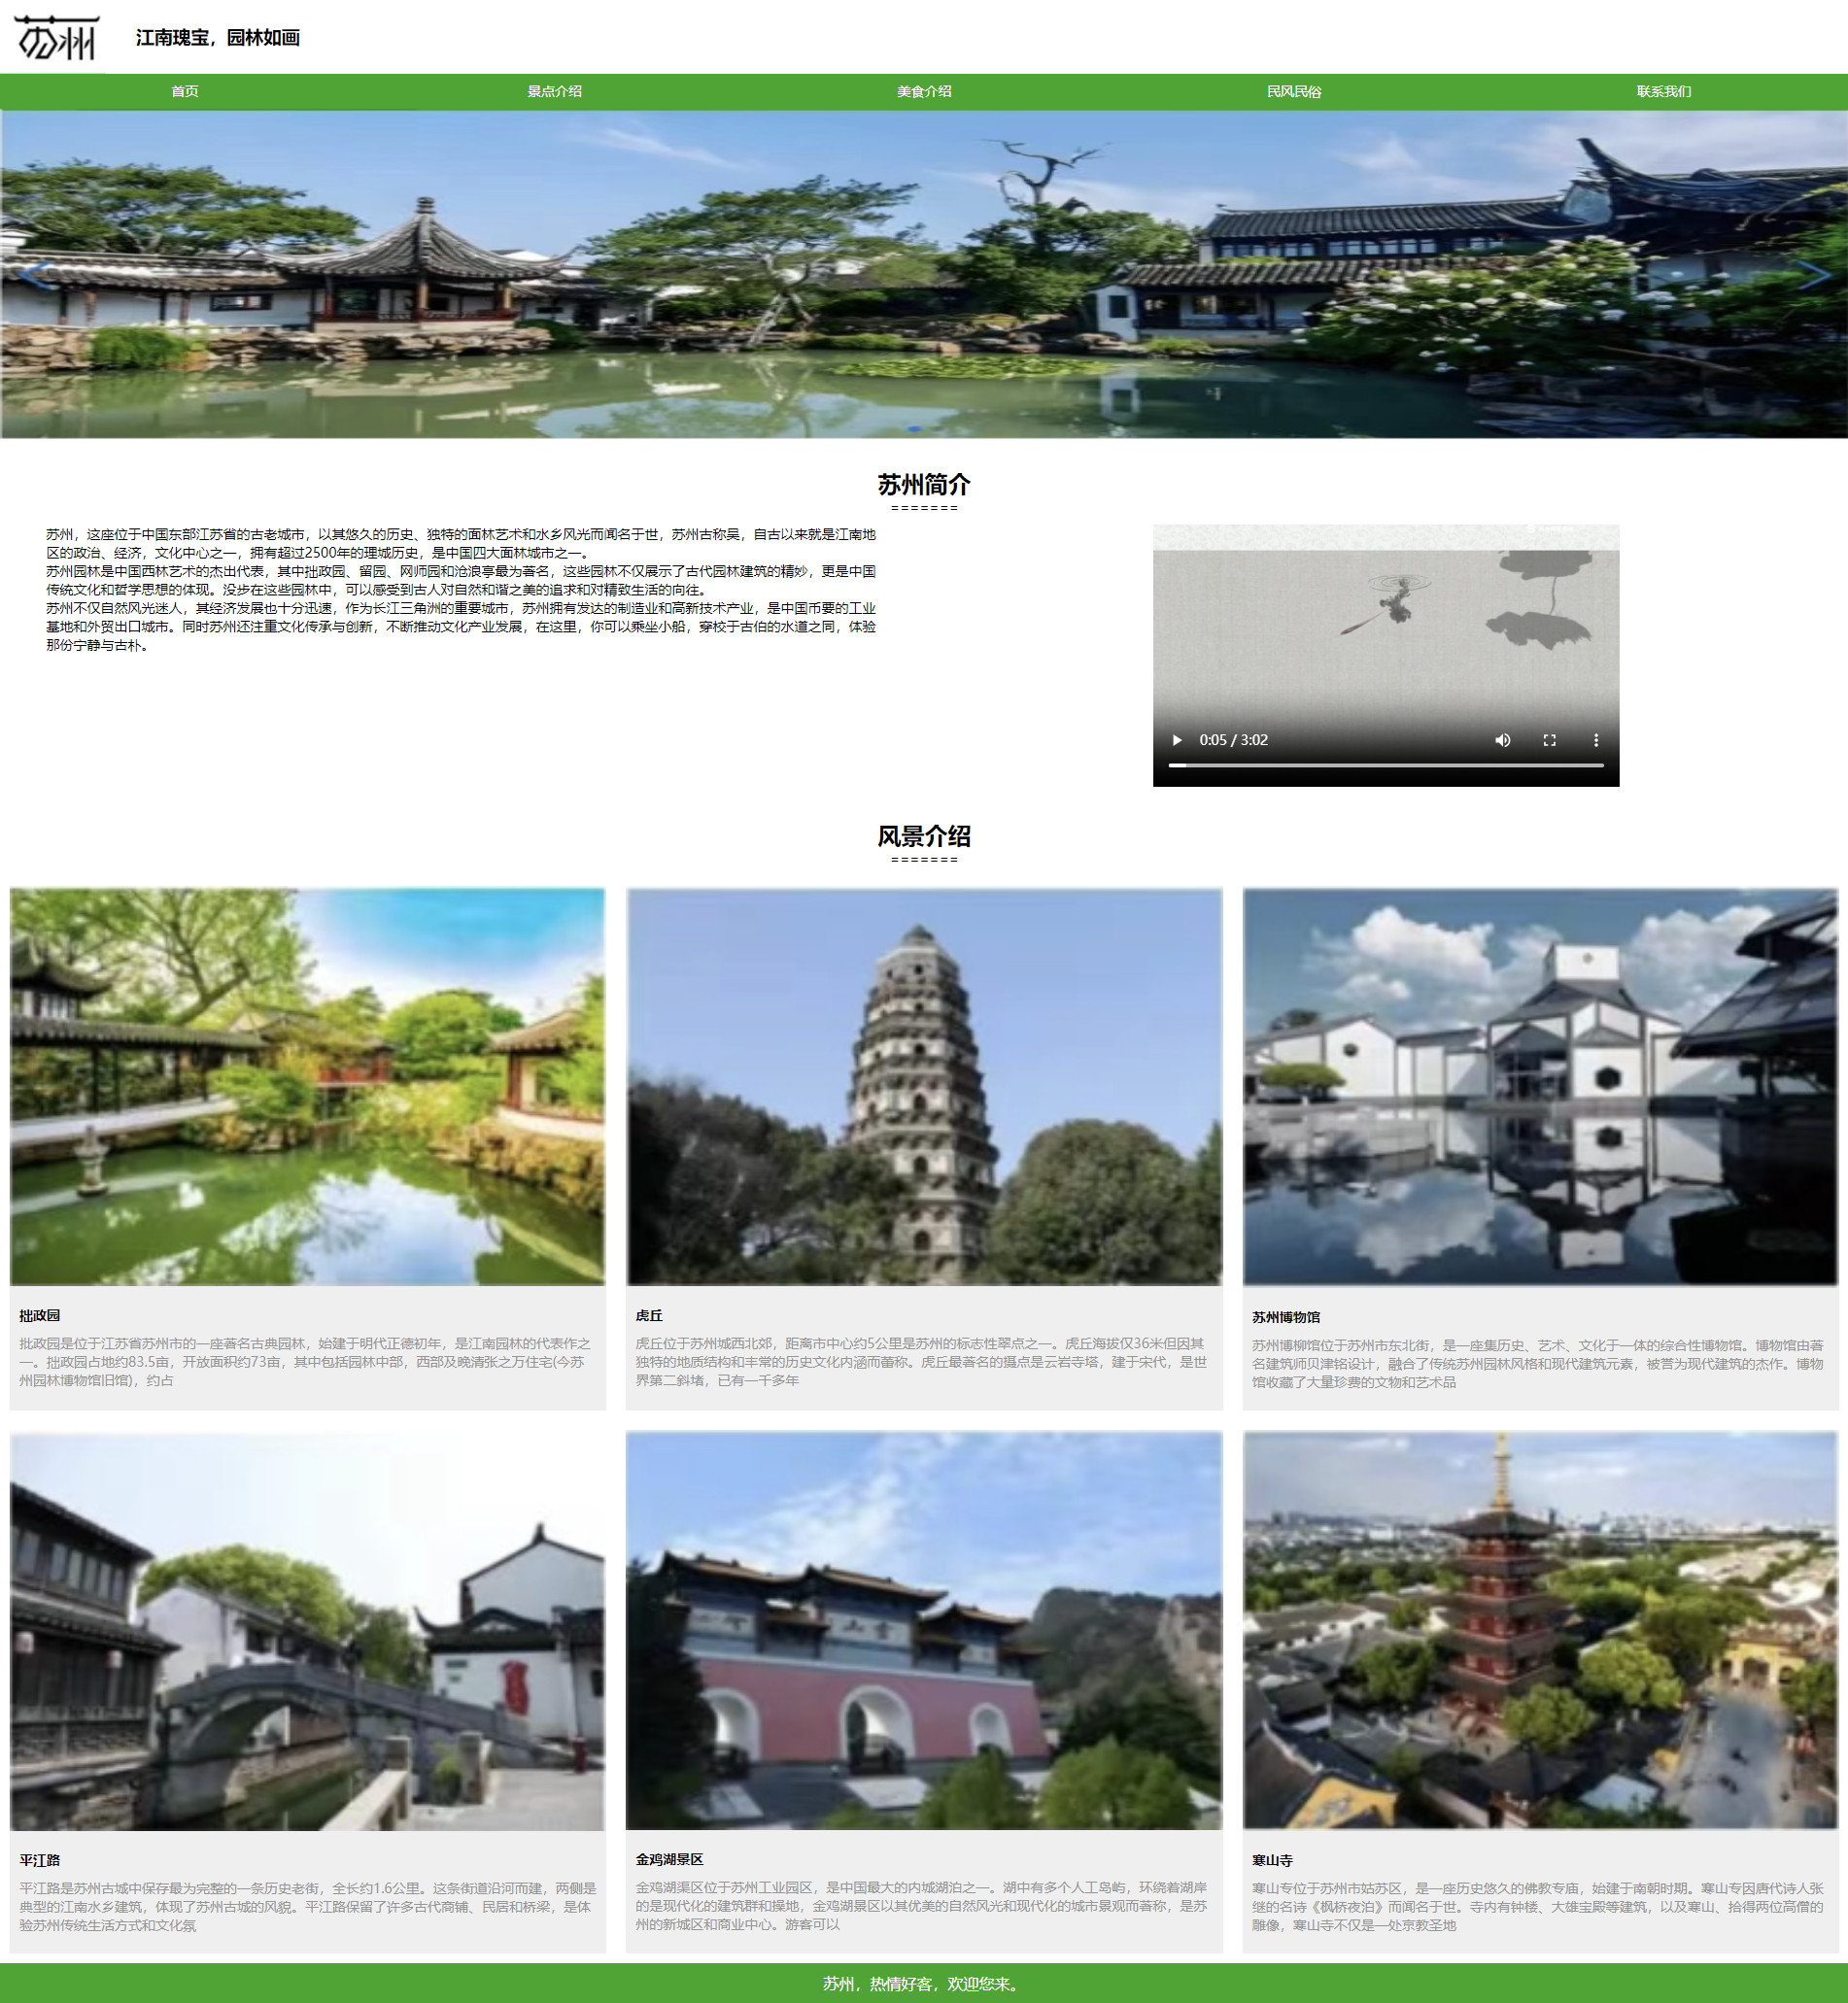 苏州
江南瑰宝，园林如画
首页 景点介绍 美食介绍 民风民俗 联系我们
苏州简介
=======
苏州，这座位于中国东部江苏省的古老城市，以其悠久的历史、独特的面林艺术和水乡风光而闻名于世，苏州古称吴，自古以来就是江南地
区的政治、经济，文化中心之一，拥有超过2500年的理城历史，是中国四大面林城市之一。
苏州园林是中国西林艺术的杰出代表，其中拙政园、留园、网师园和沧浪亭最为著名，这些园林不仅展示了古代园林建筑的精妙，更是中国
传统文化和哲学思想的体现。没步在这些园林中，可以感受到古人对自然和谐之美的追求和对精致生活的向往。
苏州不仅自然风光迷人，其经济发展也十分迅速，作为长江三角洲的重要城市，苏州拥有发达的制造业和高新技术产业，是中国币要的工业
基地和外贸出口城市。同时苏州还注重文化传承与创新，不断推动文化产业发展，在这里，你可以乘坐小船，穿校于古伯的水道之同，体验
那份宁静与古朴。
0:05 / 3:02
风景介绍
=======
拙政园
批政园是位于江苏省苏州市的一座著名古典园林，始建于明代正德初年，是江南园林的代表作之
一。拙政园占地约83.5亩，开放面积约73亩，其中包括园林中部，西部及晚清张之万住宅(今苏
州园林博物馆旧馆)，约占
虎丘
虎丘位于苏州城西北郊，距离市中心约5公里是苏州的标志性翠点之一。虎丘海拔仅36米但因其
独特的地质结构和丰常的历史文化内涵而蕾称。虎丘最著名的摄点是云岩寺塔，建于宋代，是世
界第二斜堵，已有一千多年
苏州博物馆
苏州博柳馆位于苏州市东北街，是一座集历史、艺术、文化于一体的综合性博物馆。博物馆由著
名建筑师贝津铭设计，融合了传统苏州园林风格和现代建筑元素，被誉为现代建筑的杰作。博物
馆收藏了大量珍费的文物和艺术品
平江路
平江路是苏州古城中保存最为完整的一条历史老街，全长约1.6公里。这条街道沿河而建，两侧是
典型的江南水乡建筑，体现了苏州古城的风貌。平江路保留了许多古代商铺、民居和桥梁，是体
验苏州传统生活方式和文化氛
金鸡湖景区
金鸡湖渠区位于苏州工业园区，是中国最大的内城湖泊之一。湖中有多个人工岛屿，环绕着湖岸
的是现代化的建筑群和操地，金鸡湖景区以其优美的自然风光和现代化的城市景观而著称，是苏
州的新城区和商业中心。游客可以
寒山寺
寒山专位于苏州市姑苏区，是一座历史悠久的佛教专庙，始建于南朝时期。寒山专因唐代诗人张
继的名诗《枫桥夜泊》而闻名于世。寺内有钟楼、大雄宝殿等建筑，以及寒山、拾得两位高僧的
雕像，寒山寺不仅是一处宗教圣地
苏州，热情好客，欢迎您来。